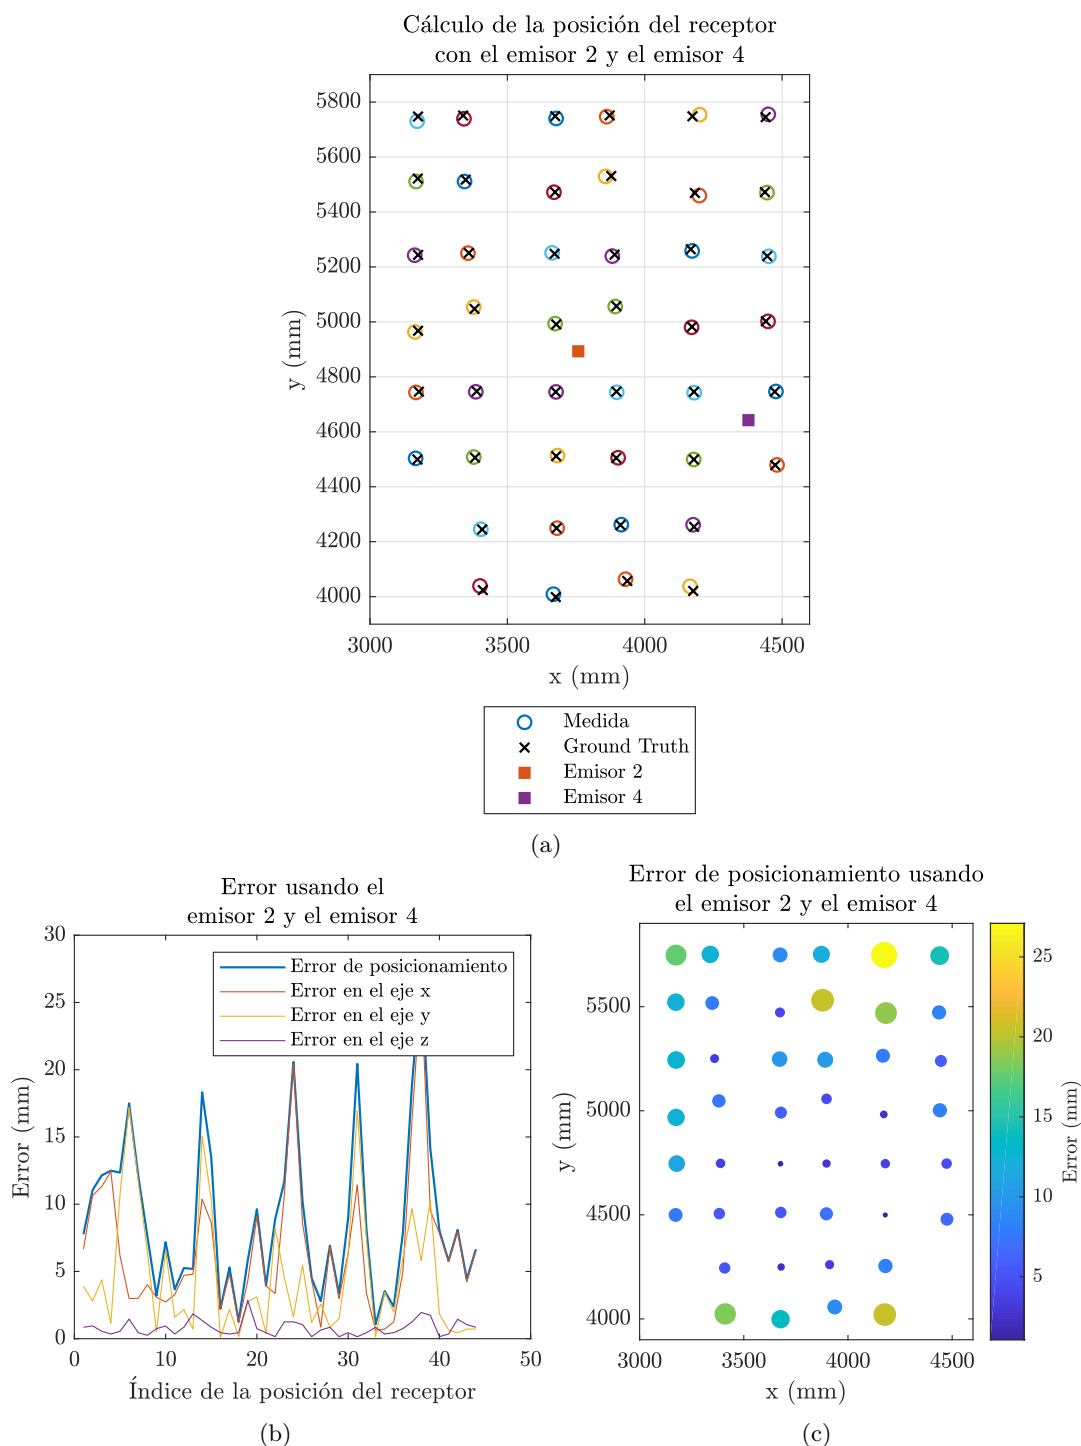 Cálculo de la posición del receptor
con el emisor 2 y el emisor 4
5800
5600
5400
5200
5000
4800
4600
4400
4200
4000
y (mm)
3000 3500 4000 4500
x (mm)
Medida
Ground Truth
Emisor 2
Emisor 4
(a)
Error usando el
emisor 2 y el emisor 4
30
25
20
15
10
5
0
Error (mm)
Error de posicionamiento
Error en el eje x
Error en el eje y
Error en el eje z
0 10 20 30 40 50
Índice de la posición del receptor
(b)
Error de posicionamiento usando
el emisor 2 y el emisor 4
5500
5000
4500
4000
y (mm)
3000 3500 4000 4500
x (mm)
25
20
15
10
5
Error (mm)
(c)